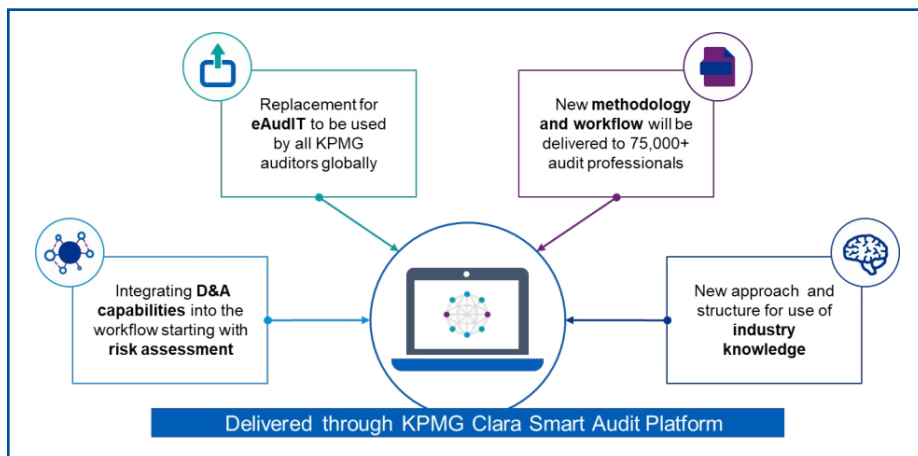 Replacement for
eAudIT to be used
by all KPMG
auditors globally
New methodology
and workflow will be
delivered to 75,000+
audit professionals
Integrating D&A
capabilities into the
workflow starting with
risk assessment
New approach and
structure for use of
industry
knowledge
Delivered through KPMG Clara Smart Audit Platform